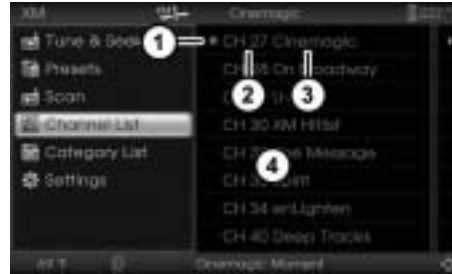 XM
Cinemagic
Tune & Seek
1
CH 27 Cinemagic
Presets
2
3
Scan
Channel List
CH 30 XM Hitlist
Category List
4
Message
Settings
CH 34 enLighten
CH 40 Deep Tracks
Cinemagic Moment